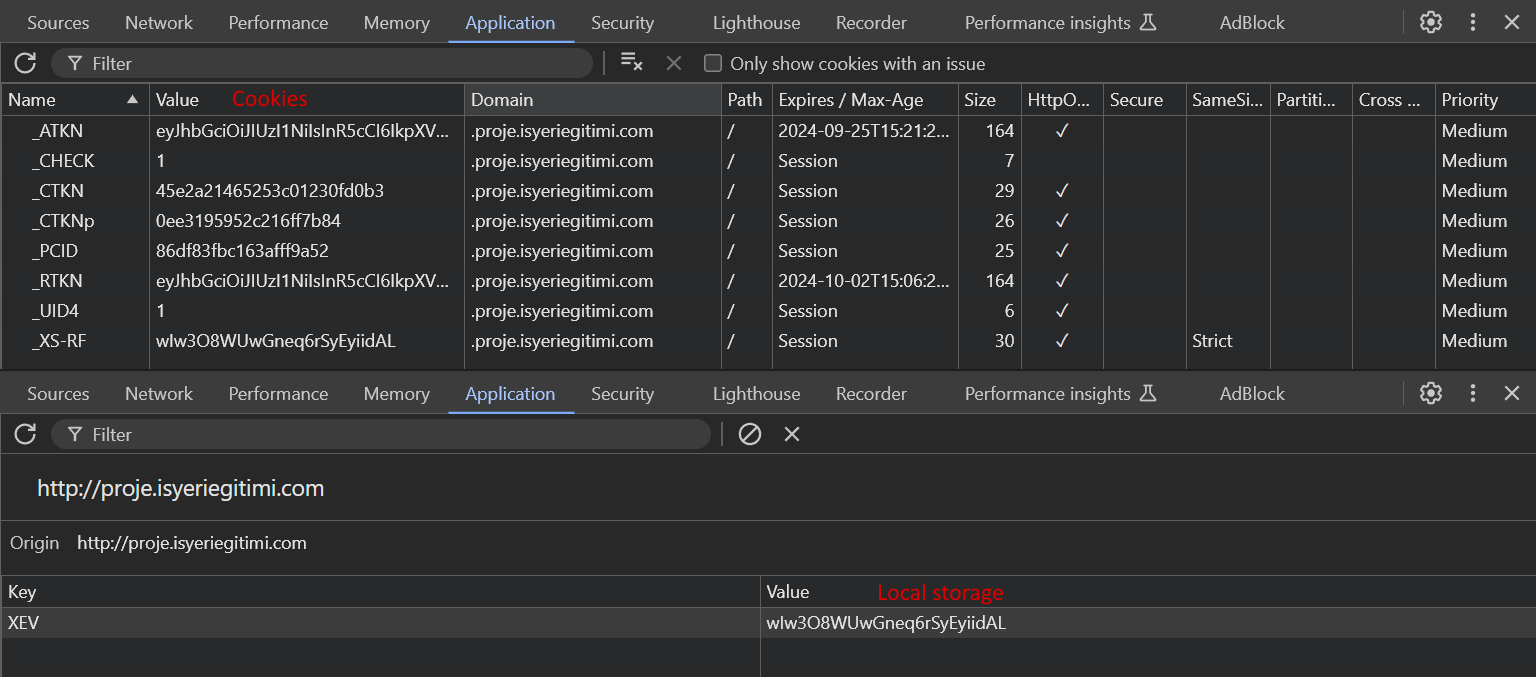 Sources Network Performance Memory Application Security Lighthouse Recorder Performance insights AdBlock
Filter Only show cookies with an issue
Name Value Cookies Domain Path Expires / Max-Age Size HttpO... Secure SameSi... Partiti... Cross ... Priority
_ATKN eyJhbGciOiJIUzI1NiIsInR5cCI6IkpXV... .proje.isyeriegitimi.com / 2024-09-25T15:21:2... 164 ✓ Medium
_CHECK 1 .proje.isyeriegitimi.com / Session 7 Medium
_CTKN 45e2a21465253c01230fd0b3 .proje.isyeriegitimi.com / Session 29 ✓ Medium
_CTKNp 0ee3195952c216ff7b84 .proje.isyeriegitimi.com / Session 26 ✓ Medium
_PCID 86df83fbc163afff9a52 .proje.isyeriegitimi.com / Session 25 ✓ Medium
_RTKN eyJhbGciOiJIUzI1NiIsInR5cCI6IkpXV... .proje.isyeriegitimi.com / 2024-10-02T15:06:2... 164 ✓ Medium
_UID4 1 .proje.isyeriegitimi.com / Session 6 ✓ Medium
_XS-RF wIw3O8WUwGneq6rSyEyiidAL .proje.isyeriegitimi.com / Session 30 ✓ Strict Medium
Sources Network Performance Memory Application Security Lighthouse Recorder Performance insights AdBlock
Filter
http://proje.isyeriegitimi.com
Origin http://proje.isyeriegitimi.com
Key Value Local storage
XEV wIw3O8WUwGneq6rSyEyiidAL